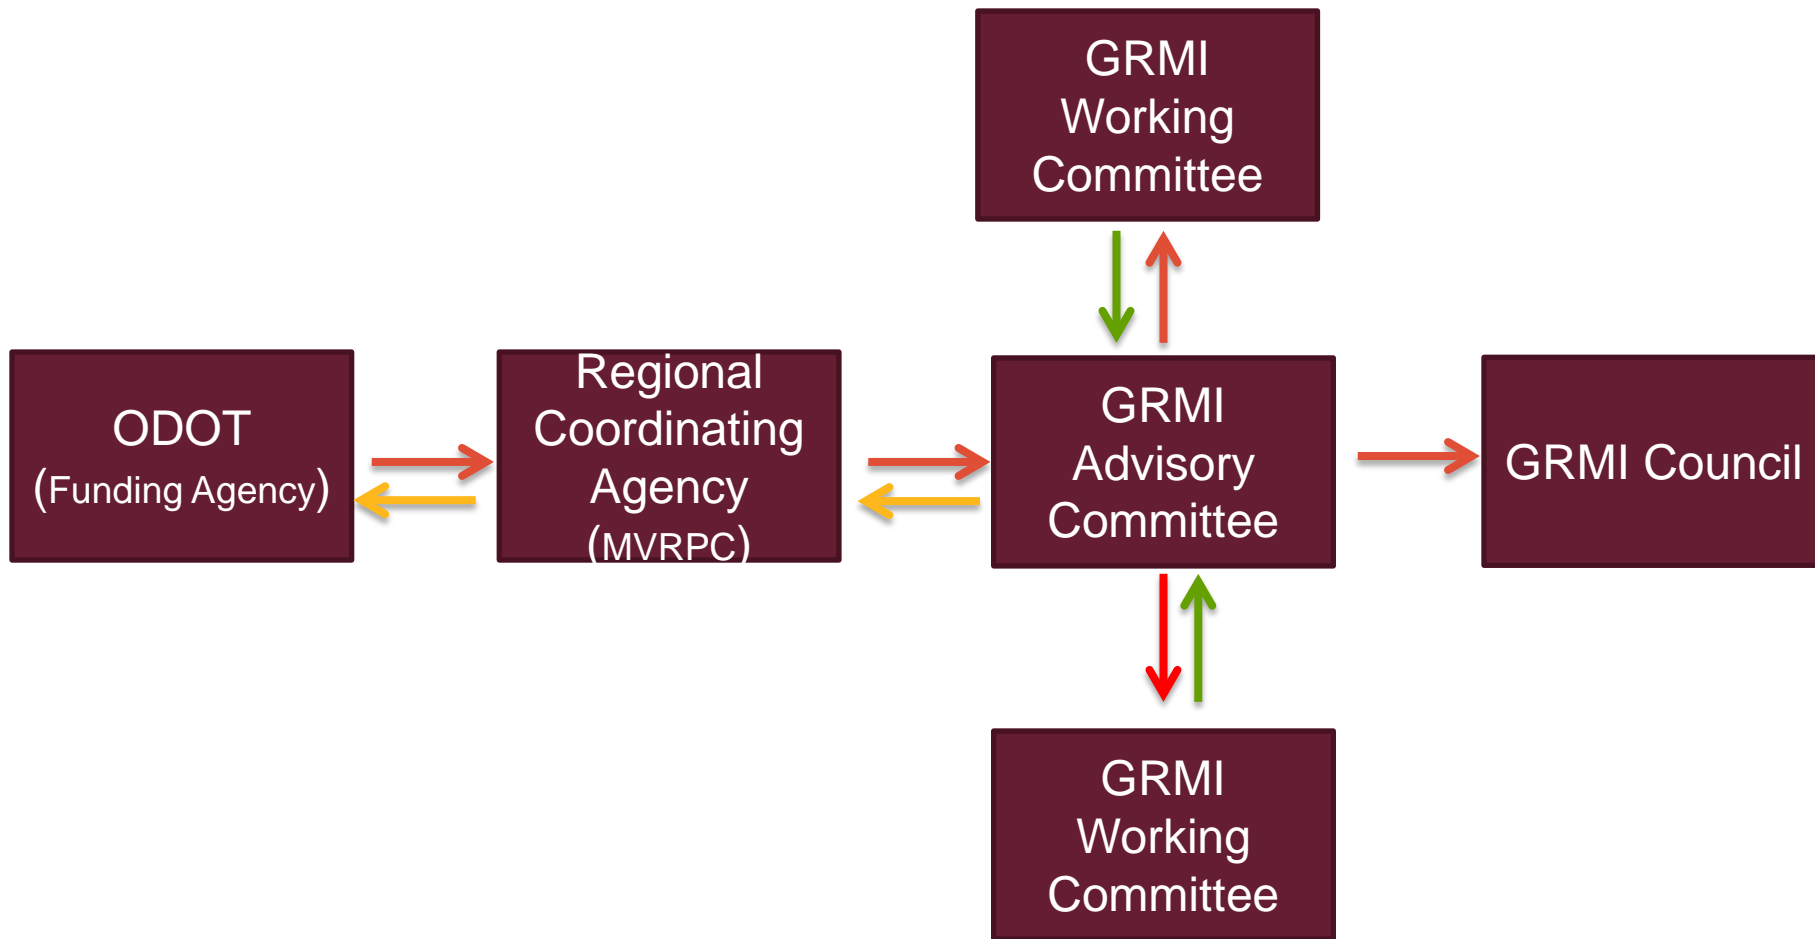 GRMI
Working
Committee
ODOT
(Funding Agency)
Regional
Coordinating
Agency
(MVRPC)
GRMI
Advisory
Committee
GRMI Council
GRMI
Working
Committee